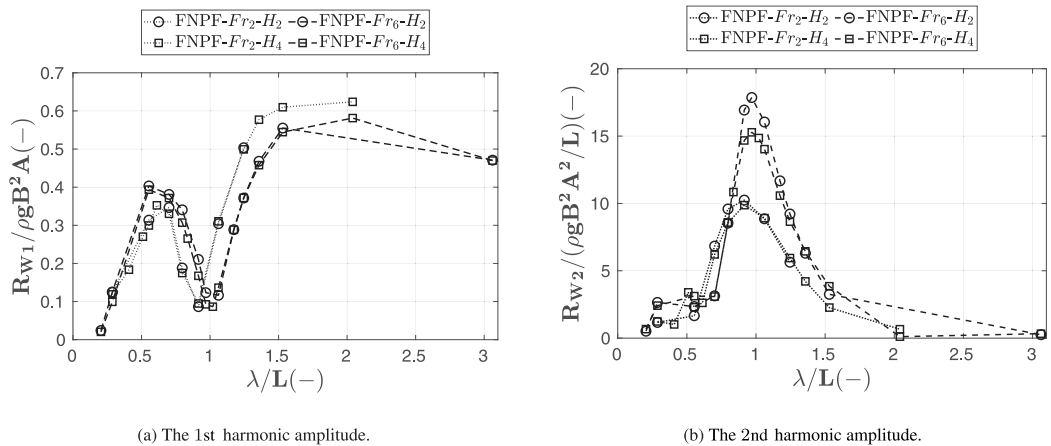 FNPF-Fr₂-H₂ FNPF-Fr₆-H₂
FNPF-Fr₂-H₄ FNPF-Fr₆-H₄
0.7
0.6
0.5
0.4
0.3
0.2
0.1
0
0 0.5 1 1.5 2 2.5 3
R_W1/ρgB²A(−)
λ/L(−)
(a) The 1st harmonic amplitude.
FNPF-Fr₂-H₂ FNPF-Fr₆-H₂
FNPF-Fr₂-H₄ FNPF-Fr₆-H₄
20
15
10
5
0
0 0.5 1 1.5 2 2.5 3
R_W2/(ρgB²A²/L)(−)
λ/L(−)
(b) The 2nd harmonic amplitude.